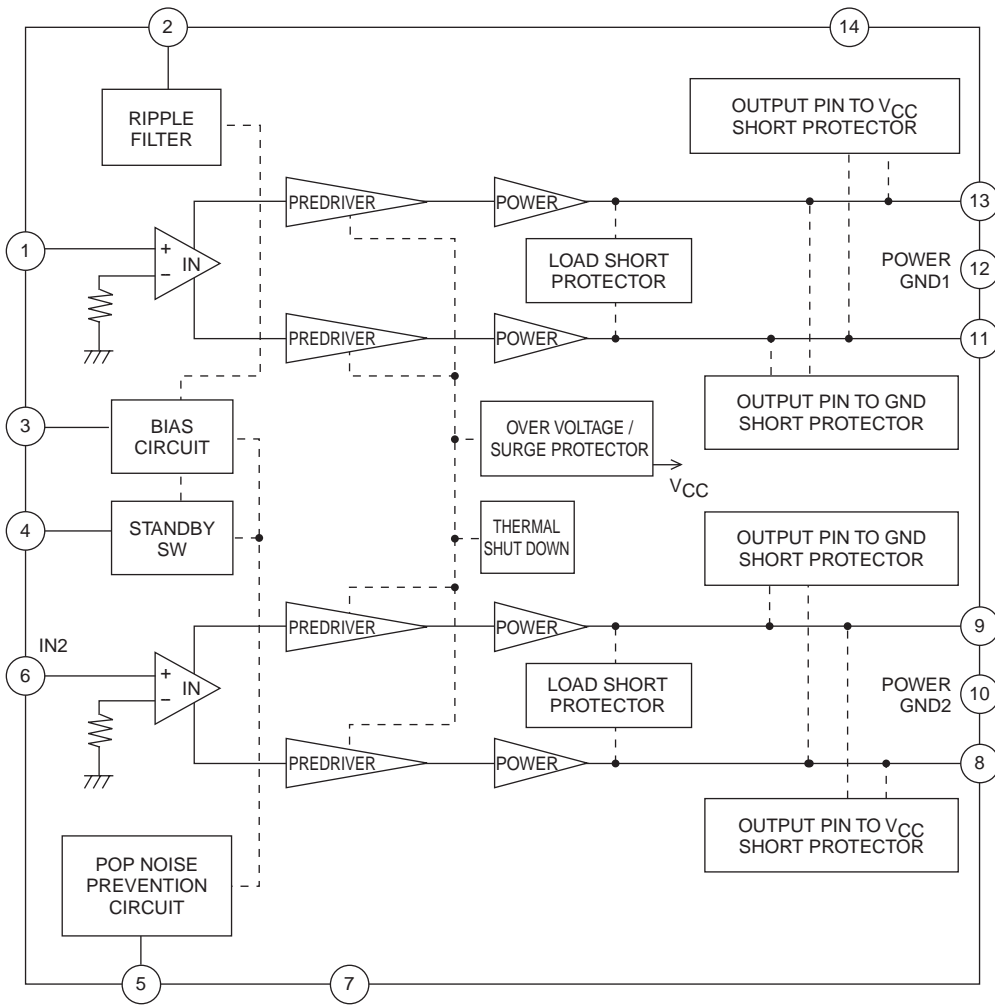 2
14
RIPPLE
FILTER
OUTPUT PIN TO VCC
SHORT PROTECTOR
PREDRIVER
POWER
13
1
+
IN
−
LOAD SHORT
PROTECTOR
POWER
GND1
12
PREDRIVER
POWER
11
3
BIAS
CIRCUIT
OVER VOLTAGE /
SURGE PROTECTOR
VCC
OUTPUT PIN TO GND
SHORT PROTECTOR
4
STANDBY
SW
THERMAL
SHUT DOWN
OUTPUT PIN TO GND
SHORT PROTECTOR
PREDRIVER
POWER
9
IN2
6
+
IN
−
LOAD SHORT
PROTECTOR
POWER
GND2
10
PREDRIVER
POWER
8
OUTPUT PIN TO VCC
SHORT PROTECTOR
POP NOISE
PREVENTION
CIRCUIT
5
7